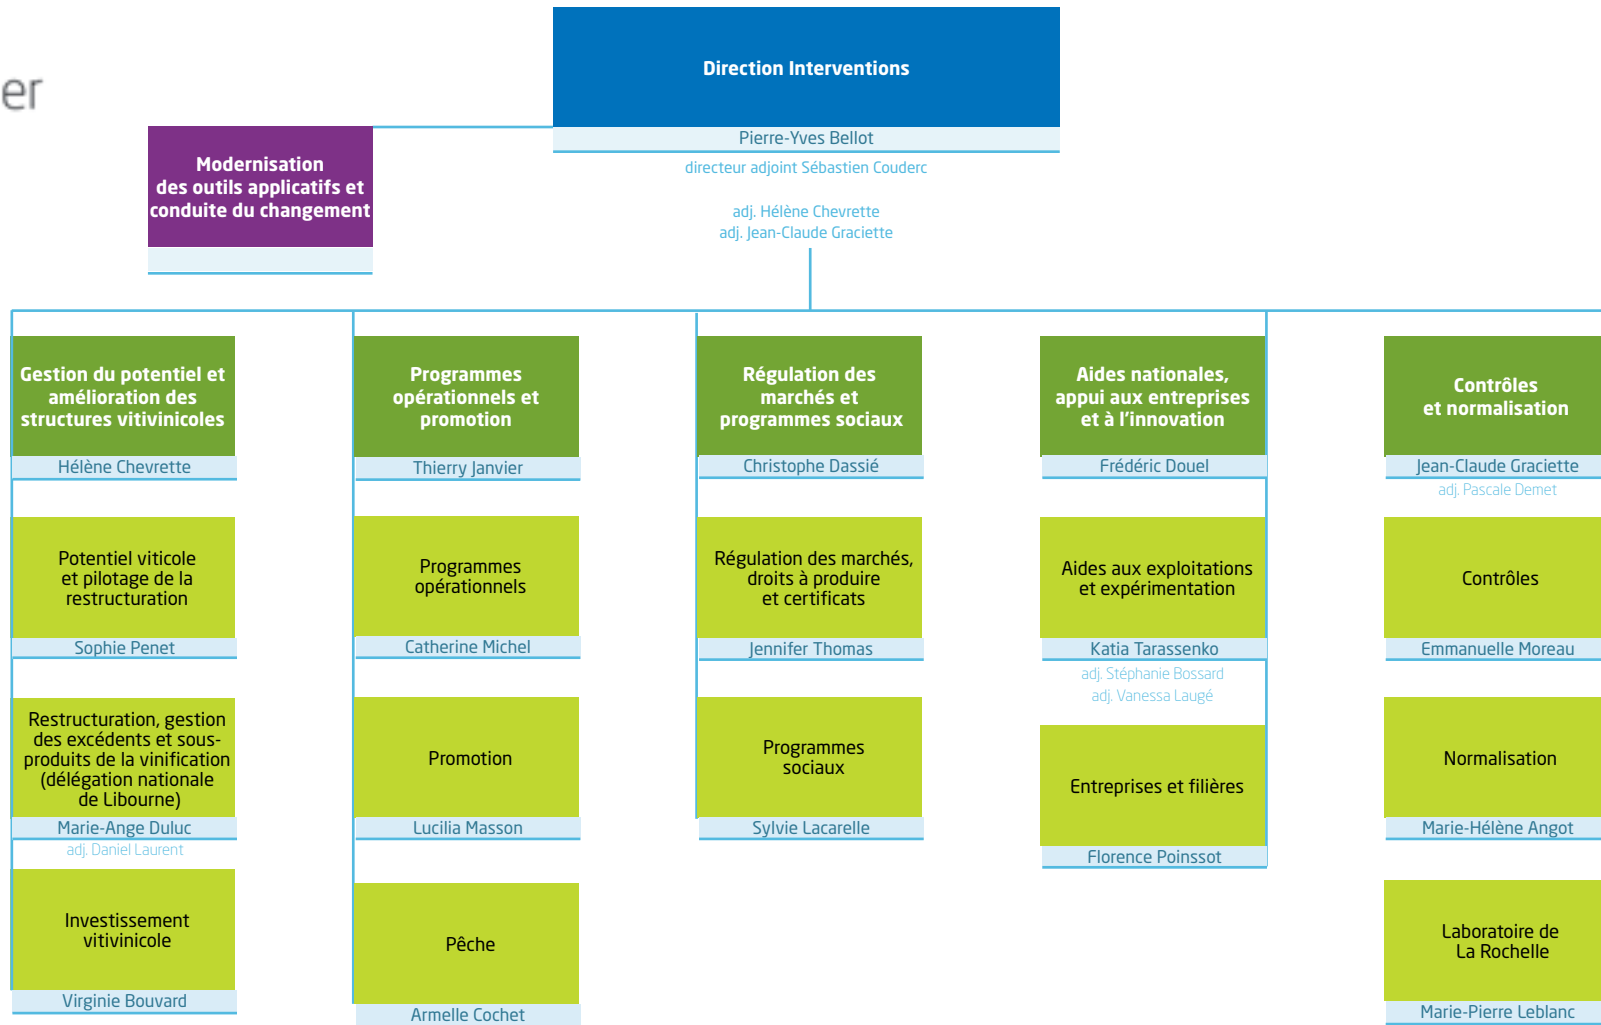 er
Direction Interventions
Pierre-Yves Bellot
directeur adjoint Sébastien Couderc
adj. Hélène Chevrette
adj. Jean-Claude Graciette
Modernisation
des outils applicatifs et
conduite du changement
Gestion du potentiel et
amélioration des
structures vitivinicoles
Hélène Chevrette
Potentiel viticole
et pilotage de la
restructuration
Sophie Penet
Restructuration, gestion
des excédents et sous-
produits de la vinification
(délégation nationale
de Libourne)
Marie-Ange Duluc
adj. Daniel Laurent
Investissement
vitivinicole
Virginie Bouvard
Programmes
opérationnels et
promotion
Thierry Janvier
Programmes
opérationnels
Catherine Michel
Promotion
Lucilia Masson
Pêche
Armelle Cochet
Régulation des
marchés et
programmes sociaux
Christophe Dassié
Régulation des marchés,
droits à produire
et certificats
Jennifer Thomas
Programmes
sociaux
Sylvie Lacarelle
Aides nationales,
appui aux entreprises
et à l'innovation
Frédéric Douel
Aides aux exploitations
et expérimentation
Katia Tarassenko
adj. Stéphanie Bossard
adj. Vanessa Laugé
Entreprises et filières
Florence Poinssot
Contrôles
et normalisation
Jean-Claude Graciette
adj. Pascale Demet
Contrôles
Emmanuelle Moreau
Normalisation
Marie-Hélène Angot
Laboratoire de
La Rochelle
Marie-Pierre Leblanc